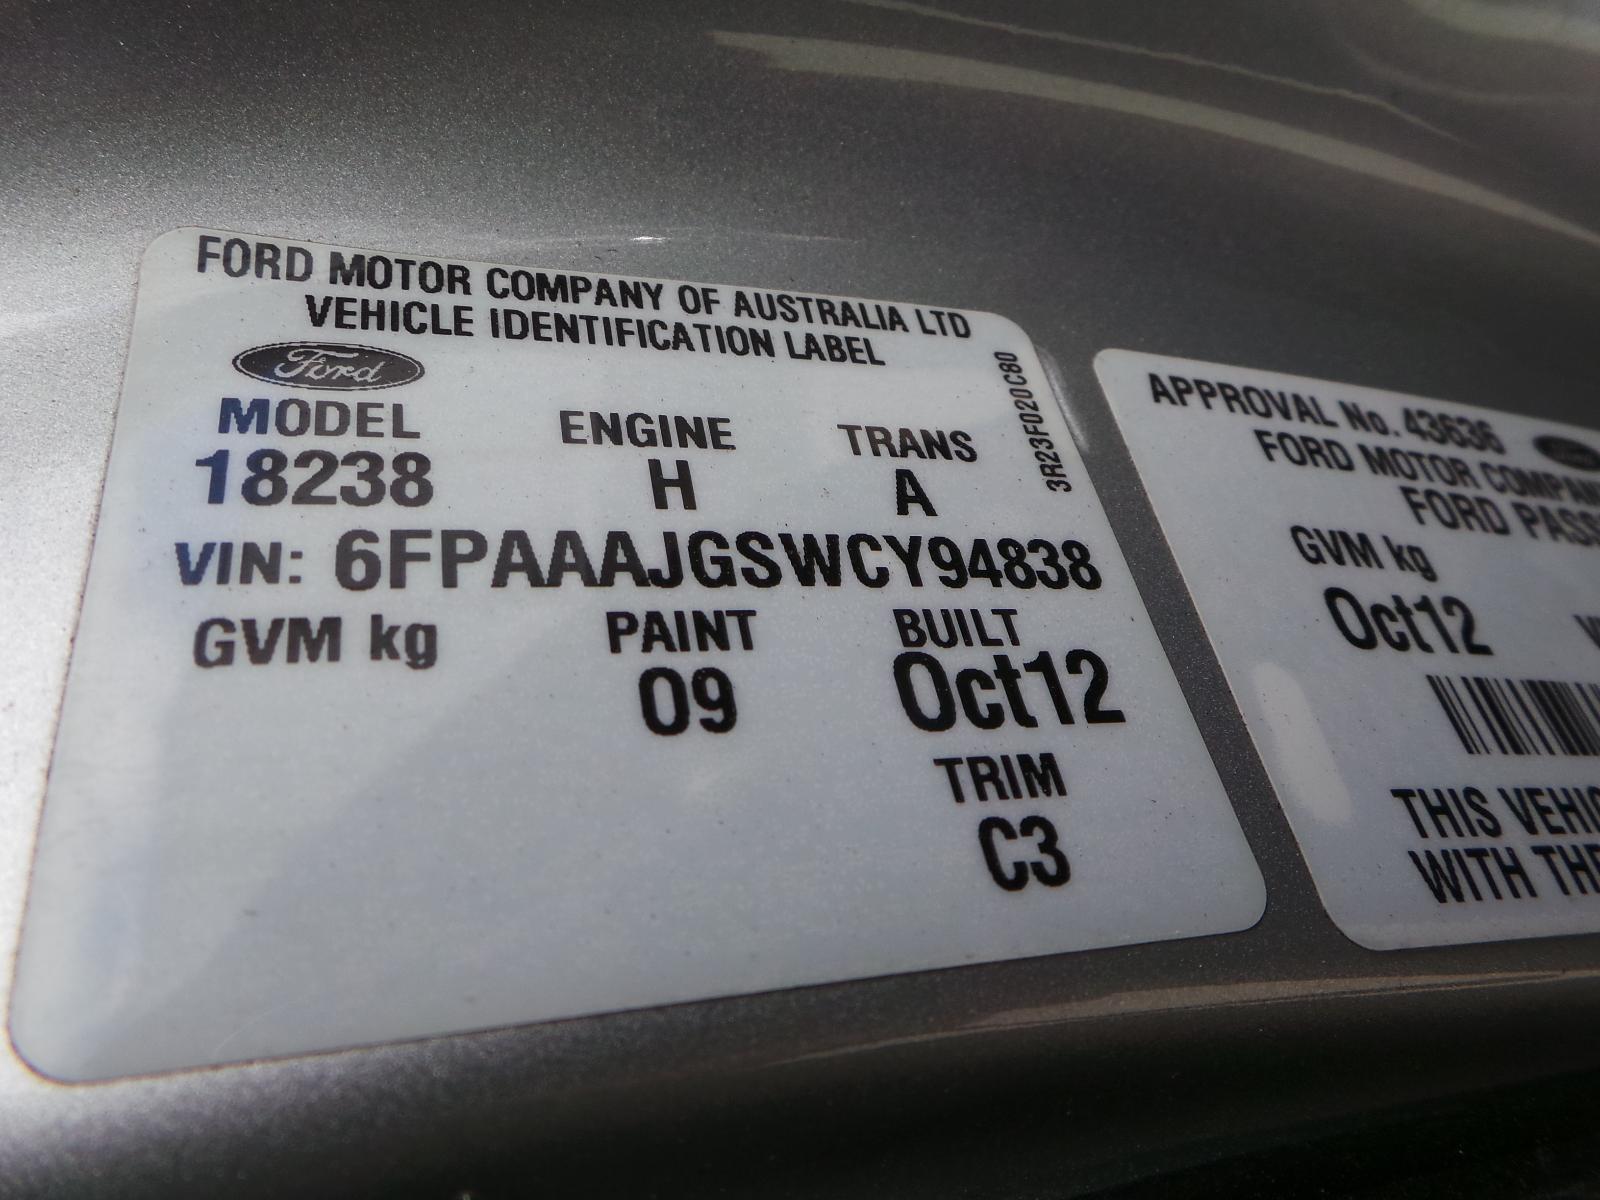 FORD MOTOR COMPANY OF AUSTRALIA LTD
VEHICLE IDENTIFICATION LABEL
Ford
3R23F020C80
MODEL ENGINE TRANS
18238 H A
VIN: 6FPAAAJGSWCY94838
GVM kg PAINT BUILT
09 Oct12
TRIM
C3
APPROVAL No. 43636
FORD MOTOR COMPAN
FORD PASS
GVM kg
Oct12
THIS VEHIC
WITH THE